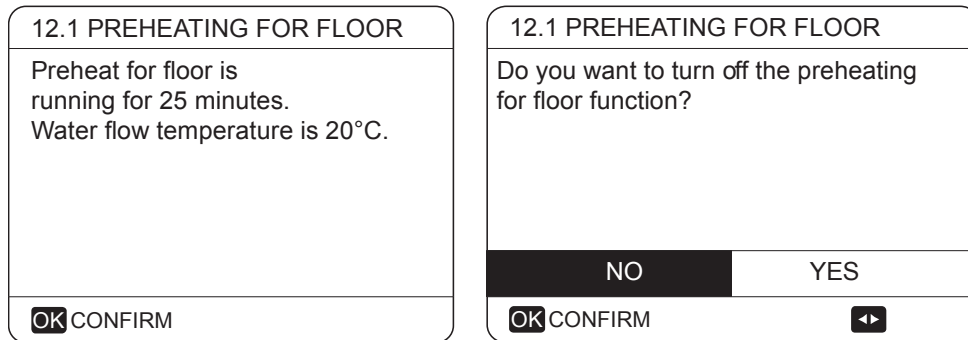 12.1 PREHEATING FOR FLOOR
Preheat for floor is
running for 25 minutes.
Water flow temperature is 20°C.
OK CONFIRM
12.1 PREHEATING FOR FLOOR
Do you want to turn off the preheating
for floor function?
NO YES
OK CONFIRM